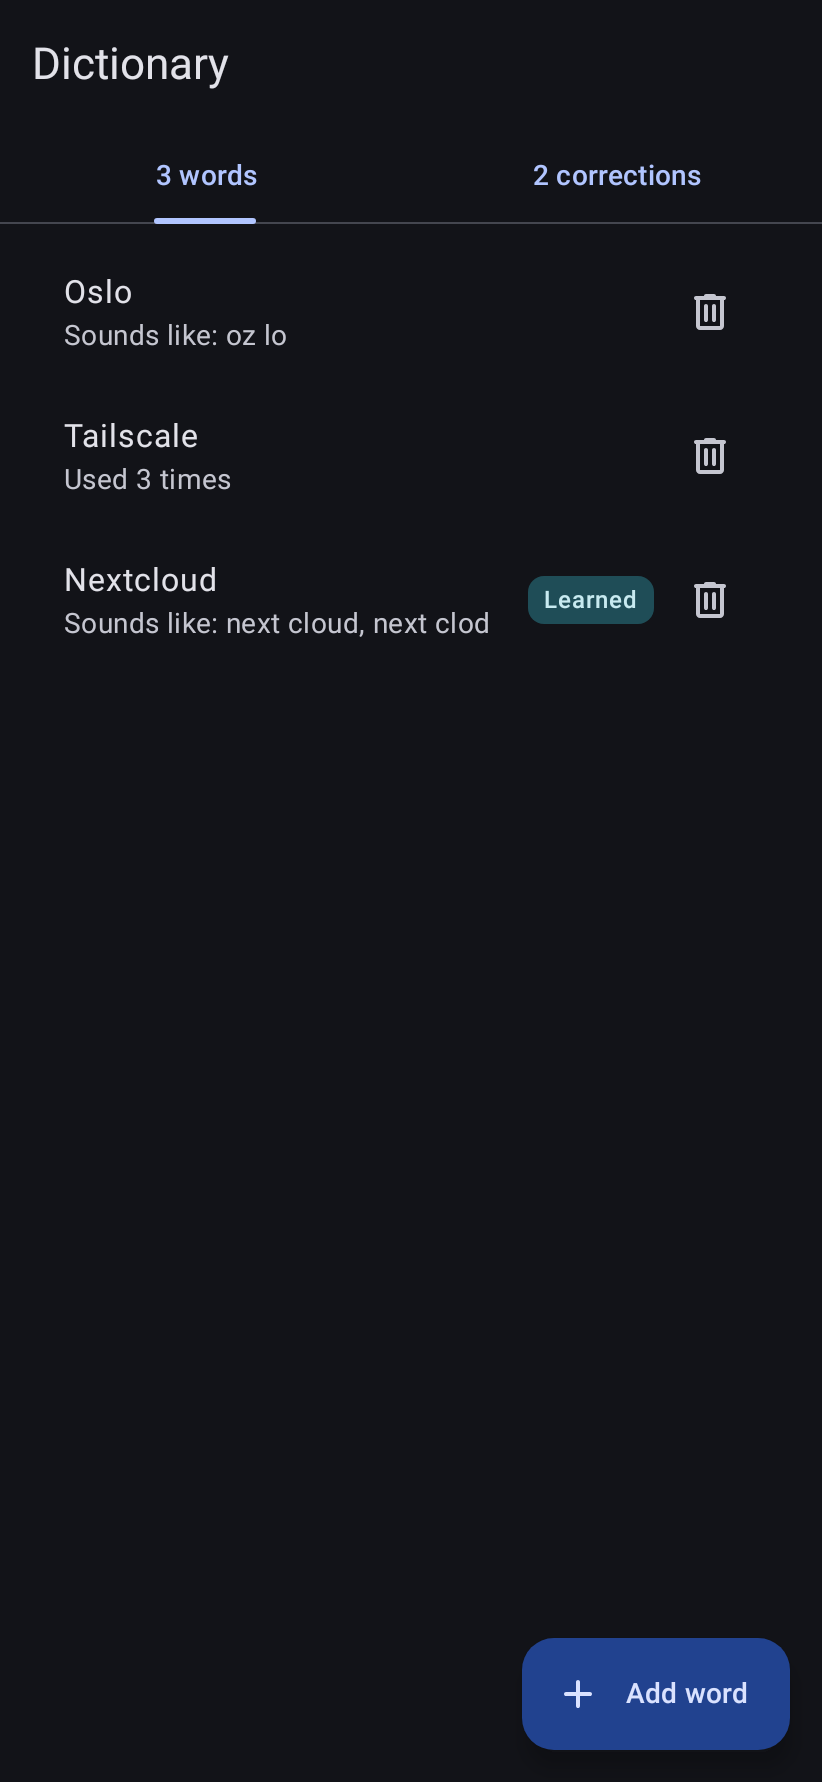 Dictionary
3 words
2 corrections
Oslo
Sounds like: oz lo
Tailscale
Used 3 times
Nextcloud
Sounds like: next cloud, next clod
Learned
Add word